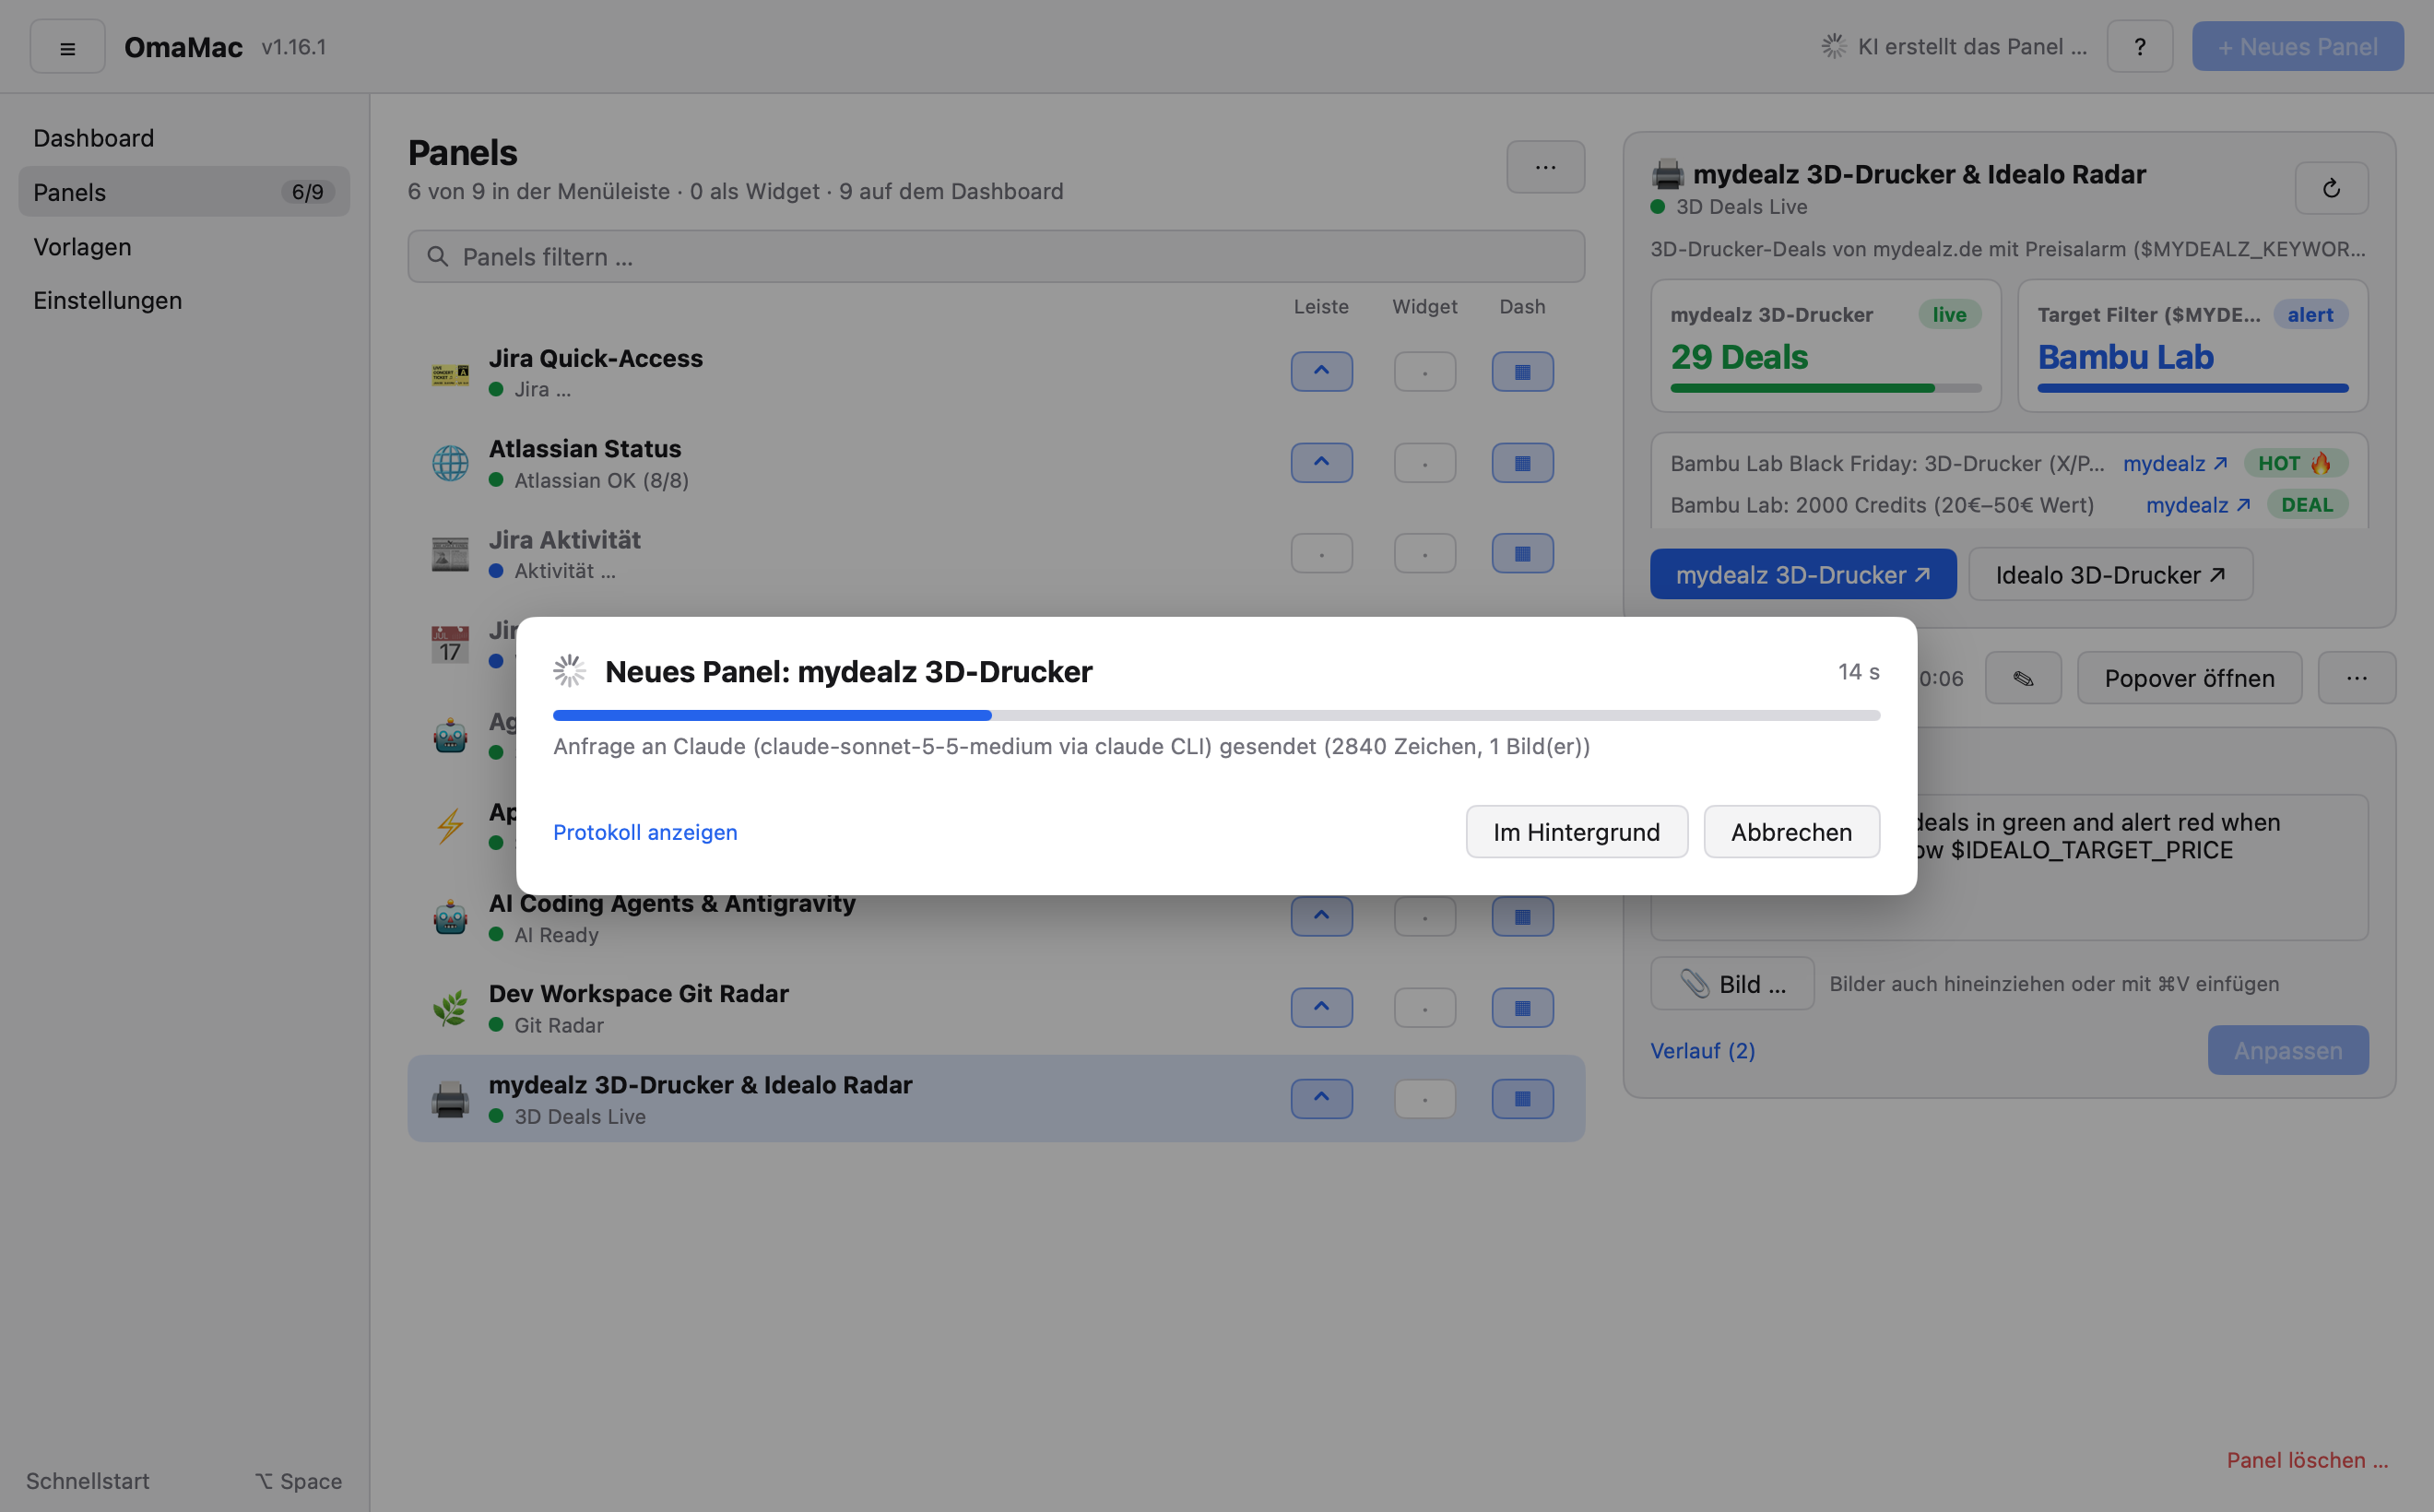 ≡ OmaMac v1.16.1
KI erstellt das Panel ... ? + Neues Panel
Dashboard
Panels 6/9
Vorlagen
Einstellungen
Schnellstart ⌥ Space
Panels
6 von 9 in der Menüleiste · 0 als Widget · 9 auf dem Dashboard
Panels filtern ...
Leiste Widget Dash
Jira Quick-Access
Jira ...
Atlassian Status
Atlassian OK (8/8)
Jira Aktivität
Aktivität ...
JUL
17
AI Coding Agents & Antigravity
AI Ready
Dev Workspace Git Radar
Git Radar
mydealz 3D-Drucker & Idealo Radar
3D Deals Live
mydealz 3D-Drucker & Idealo Radar
3D Deals Live
3D-Drucker-Deals von mydealz.de mit Preisalarm ($MYDEALZ_KEYWOR...
mydealz 3D-Drucker live
29 Deals
Target Filter ($MYDE... alert
Bambu Lab
Bambu Lab Black Friday: 3D-Drucker (X/P... mydealz ↗ HOT 🔥
Bambu Lab: 2000 Credits (20€–50€ Wert) mydealz ↗ DEAL
mydealz 3D-Drucker ↗ Idealo 3D-Drucker ↗
0:06 ✎ Popover öffnen ...
deals in green and alert red when
ow $IDEALO_TARGET_PRICE
Bild ... Bilder auch hineinziehen oder mit ⌘V einfügen
Verlauf (2) Anpassen
Panel löschen ...
Neues Panel: mydealz 3D-Drucker 14 s
Anfrage an Claude (claude-sonnet-5-5-medium via claude CLI) gesendet (2840 Zeichen, 1 Bild(er))
Protokoll anzeigen Im Hintergrund Abbrechen